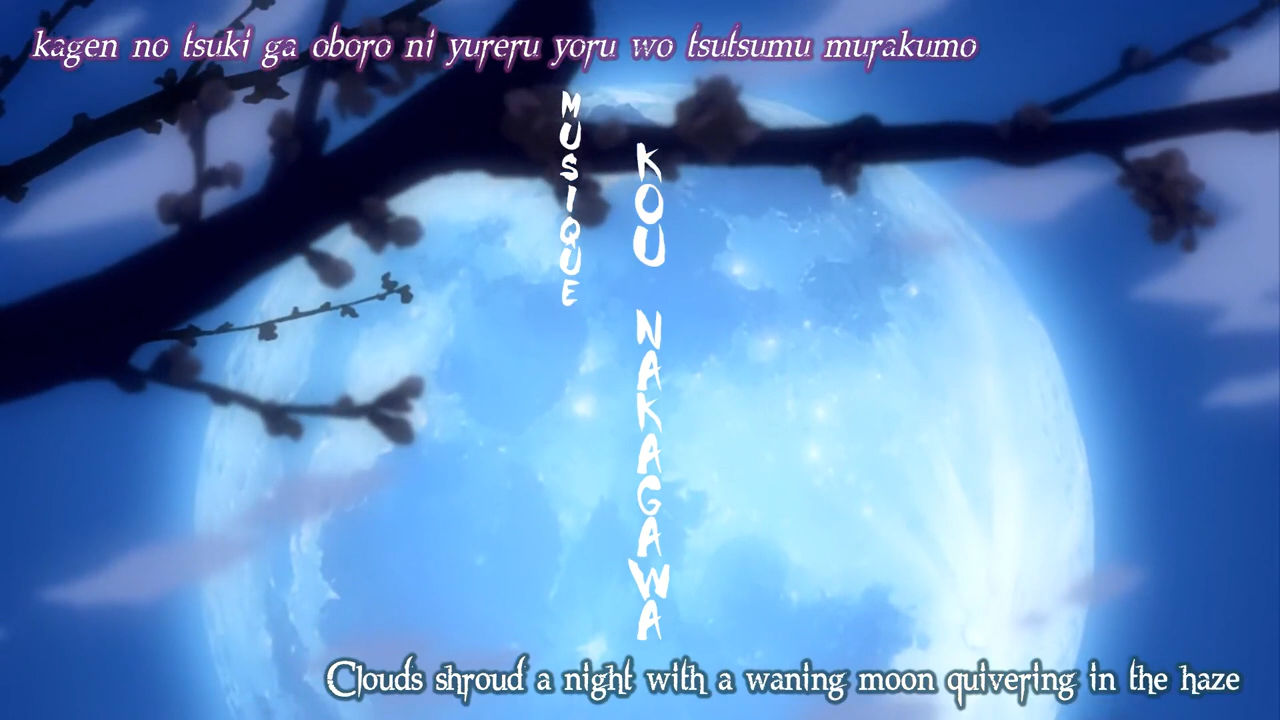 kagen no tsuki ga oboro ni yureru yoru wo tsutsumu murakumo
MUSIQUE
KOU NAKAGAWA
Clouds shroud a night with a waning moon quivering in the haze